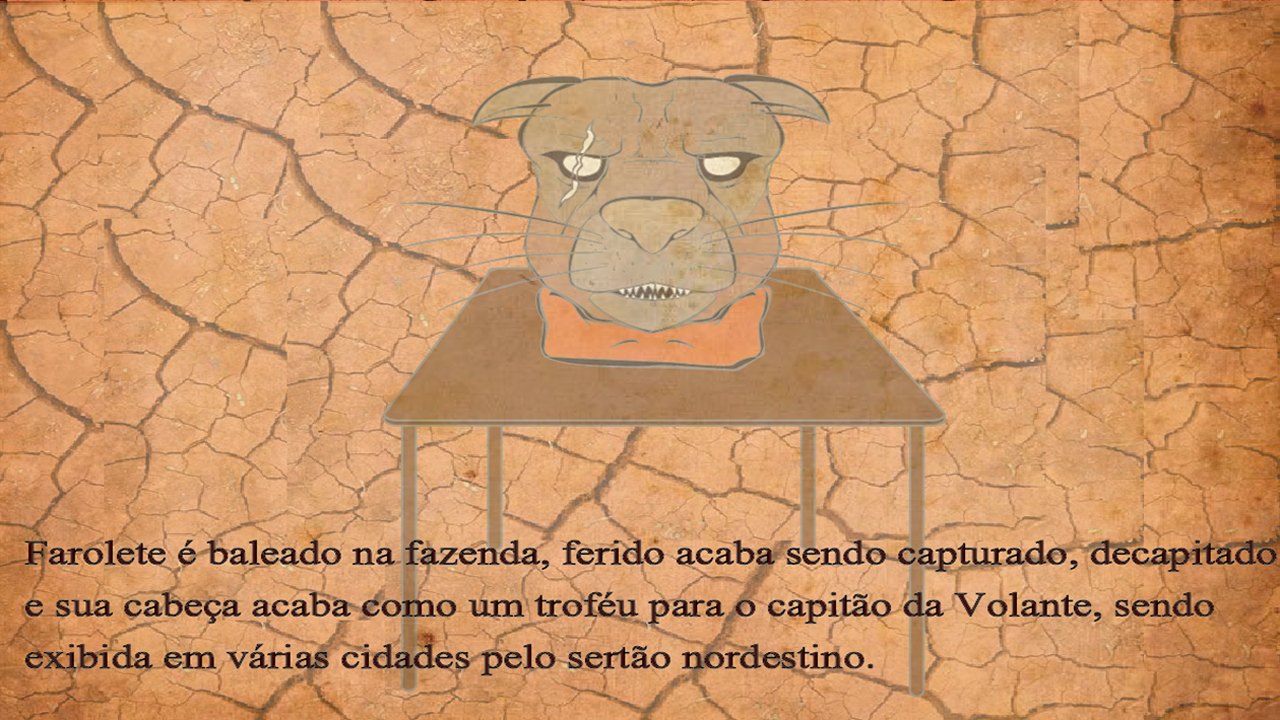 Farolete é baleado na fazenda, ferido acaba sendo capturado, decapitado
e sua cabeça acaba como um troféu para o capitão da Volante, sendo
exibida em várias cidades pelo sertão nordestino.